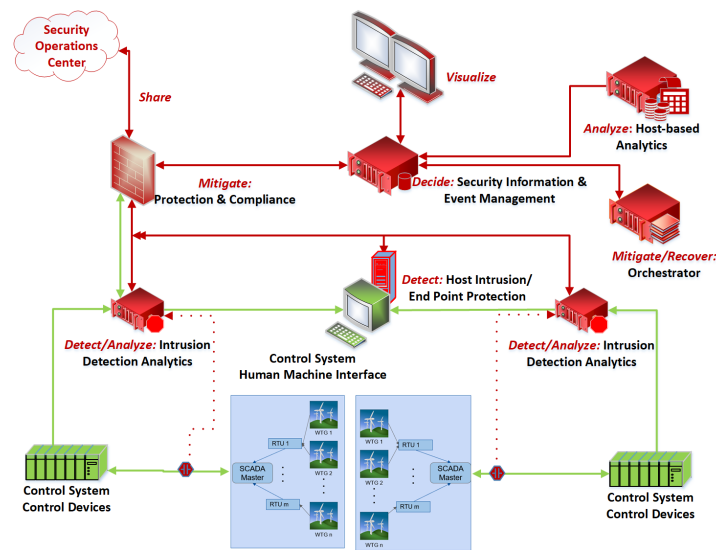 Security
Operations
Center
Share
Visualize
Analyze: Host-based
Analytics
Mitigate:
Protection & Compliance
Decide: Security Information &
Event Management
Mitigate/Recover:
Orchestrator
Detect: Host Intrusion/
End Point Protection
Detect/Analyze: Intrusion
Detection Analytics
Control System
Human Machine Interface
Detect/Analyze: Intrusion
Detection Analytics
Control System
Control Devices
SCADA
Master
RTU 1
RTU m
WTG 1
WTG 2
WTG n
WTG 1
WTG 2
WTG n
RTU 1
RTU m
SCADA
Master
Control System
Control Devices